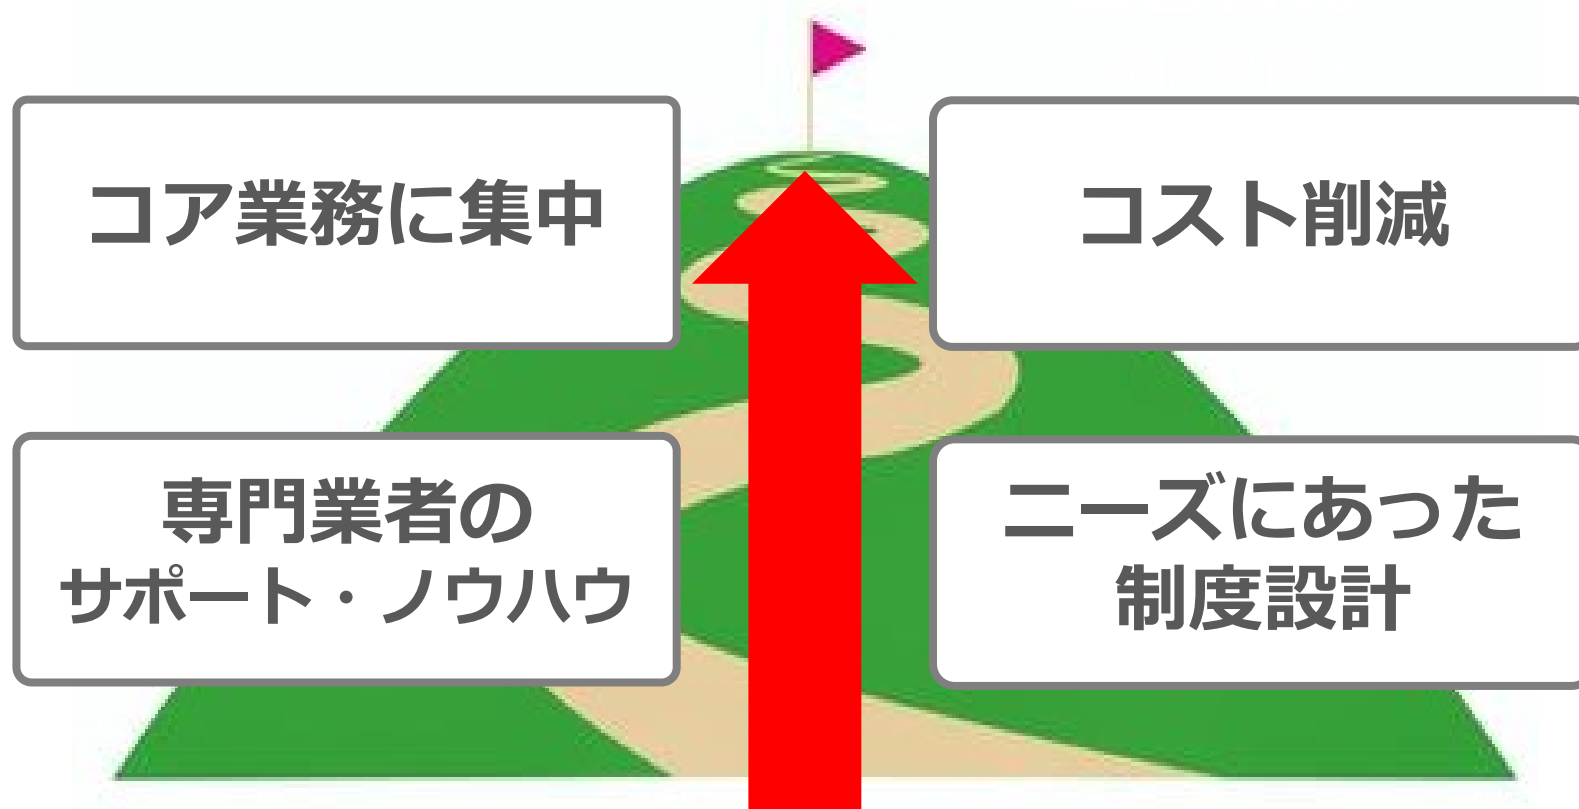 コア業務に集中
コスト削減
専門業者の
サポート・ノウハウ
ニーズにあった
制度設計